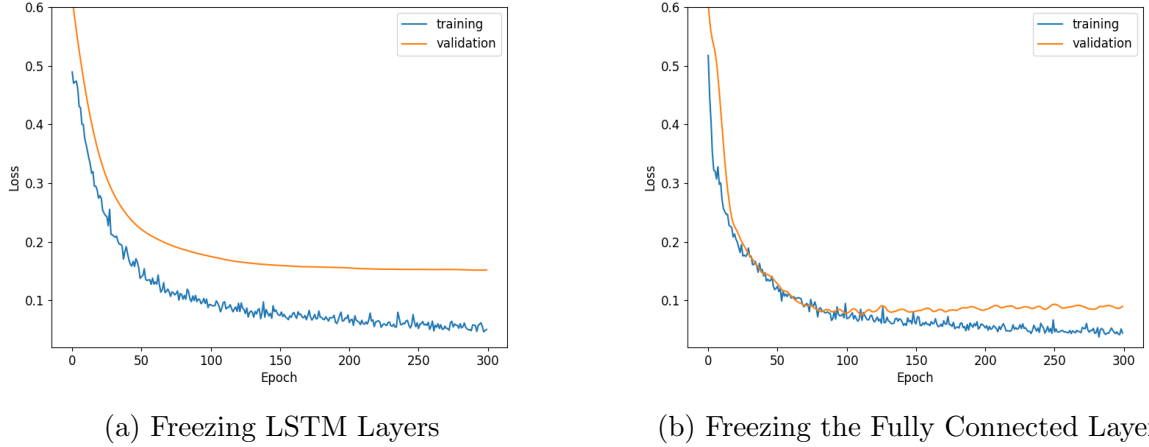 0.6
0.5
0.4
0.3
0.2
0.1
Loss
training
validation
0 50 100 150 200 250 300
Epoch
(a) Freezing LSTM Layers
0.6
0.5
0.4
0.3
0.2
0.1
Loss
training
validation
0 50 100 150 200 250 300
Epoch
(b) Freezing the Fully Connected Layer